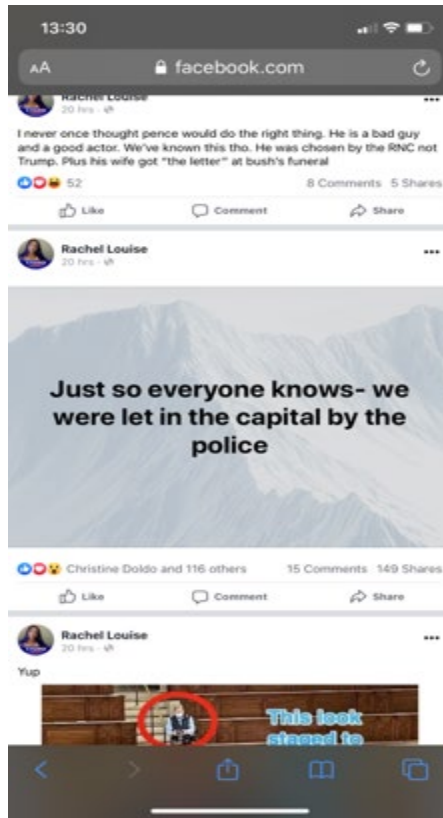 13:30
AA facebook.com
Rachel Louise
20 hrs ·
I never once thought pence would do the right thing. He is a bad guy
and a good actor. We've known this tho. He was chosen by the RNC not
Trump. Plus his wife got "the letter" at bush's funeral
52 8 Comments 5 Shares
Like Comment Share
Rachel Louise
20 hrs ·
Just so everyone knows- we
were let in the capital by the
police
Christine Doldo and 116 others 15 Comments 149 Shares
Like Comment Share
Rachel Louise
20 hrs ·
Yup
This look
staged to